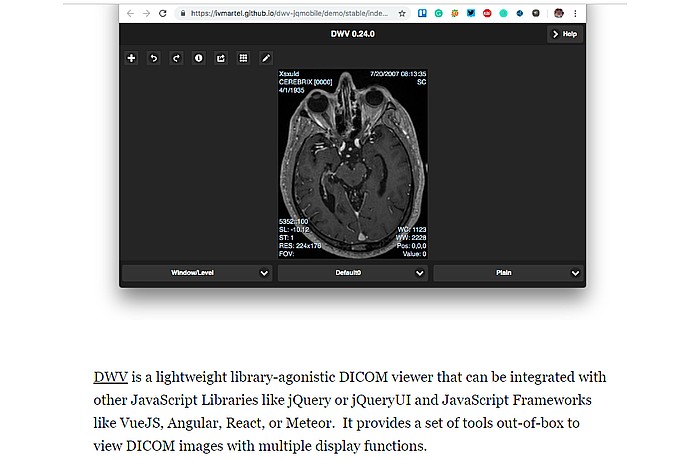 https://ivmartel.github.io/dwv-jqmobile/demo/stable/inde...
DWV 0.24.0
Help
Xsxuld
7/20/2007 08:13:35
CEREBRIX [0000]
SC
4/1/1935
5352::100
SL: -10.12
WC: 1123
ST: 1
WW: 2228
RES: 224x176
Pos: 0,0,0
FOV:
Value: 0
Window/Level
Default0
Plain
DWV is a lightweight library-agonistic DICOM viewer that can be integrated with
other JavaScript Libraries like jQuery or jQueryUI and JavaScript Frameworks
like VueJS, Angular, React, or Meteor. It provides a set of tools out-of-box to
view DICOM images with multiple display functions.